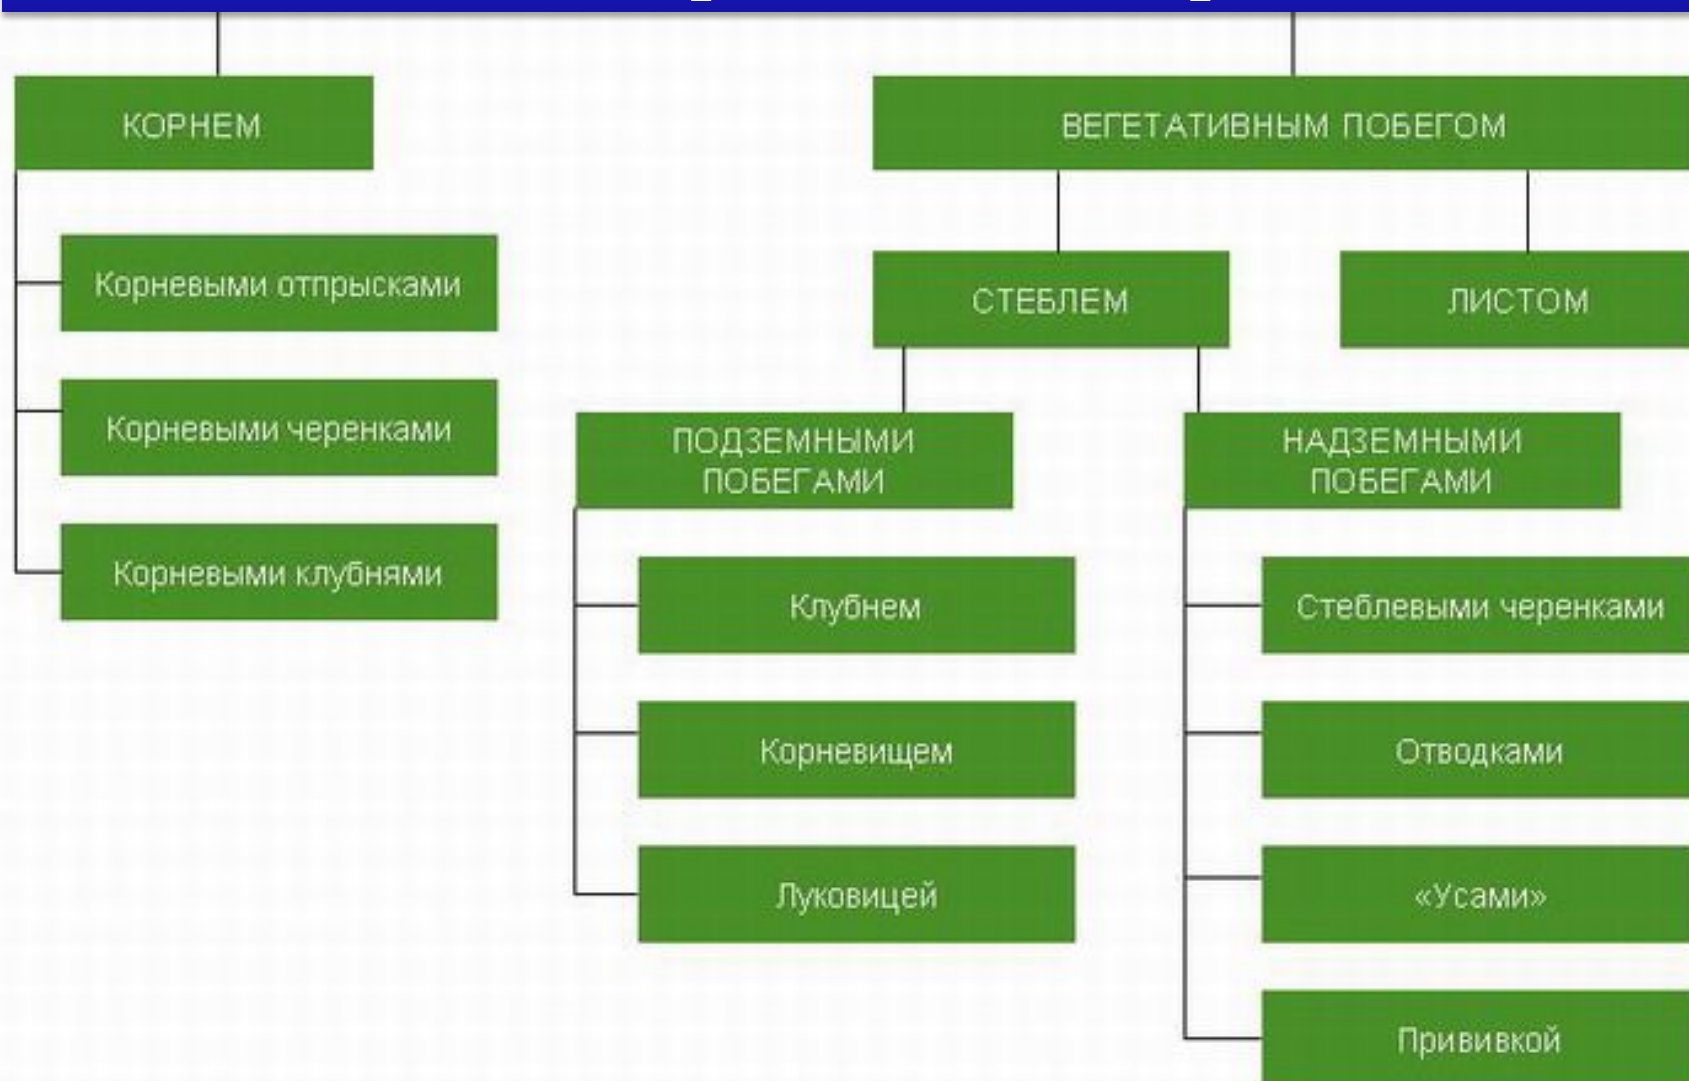 КОРНЕМ
Корневыми отпрысками
Корневыми черенками
Корневыми клубнями
ВЕГЕТАТИВНЫМ ПОБЕГОМ
СТЕБЛЕМ
ЛИСТОМ
ПОДЗЕМНЫМИ
ПОБЕГАМИ
Клубнем
Корневищем
Луковицей
НАДЗЕМНЫМИ
ПОБЕГАМИ
Стеблевыми черенками
Отводками
«Усами»
Прививкой